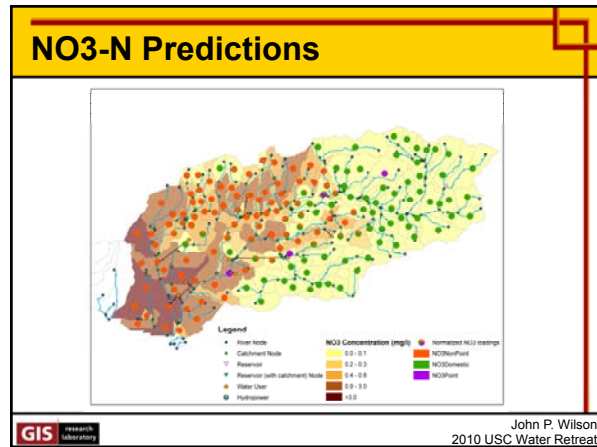 NO3-N Predictions
Legend
River Node
Catchment Node
Reservoir
Reservoir (with catchment) Node
Water User
Hydropower
NO3 Concentration (mg/l)
0.0 - 0.1
0.2 - 0.3
0.4 - 0.8
0.9 - 3.0
>3.0
Normalized NO3 loadings
NO3NonPoint
NO3Domestic
NO3Point
GIS research laboratory
John P. Wilson
2010 USC Water Retreat